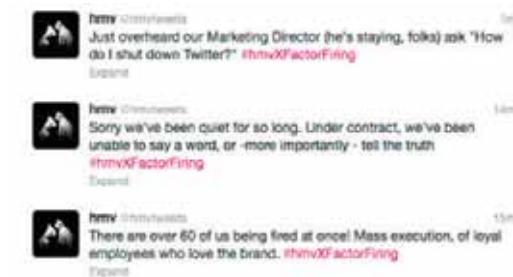 hmv @hmvtweets
Just overheard our Marketing Director (he's staying, folks) ask "How
do I shut down Twitter?" #hmvXFactorFiring
Expand
hmv @hmvtweets
Sorry we've been quiet for so long. Under contract, we've been
unable to say a word, or -more importantly - tell the truth
#hmvXFactorFiring
Expand
hmv @hmvtweets
There are over 60 of us being fired at once! Mass execution, of loyal
employees who love the brand. #hmvXFactorFiring
Expand